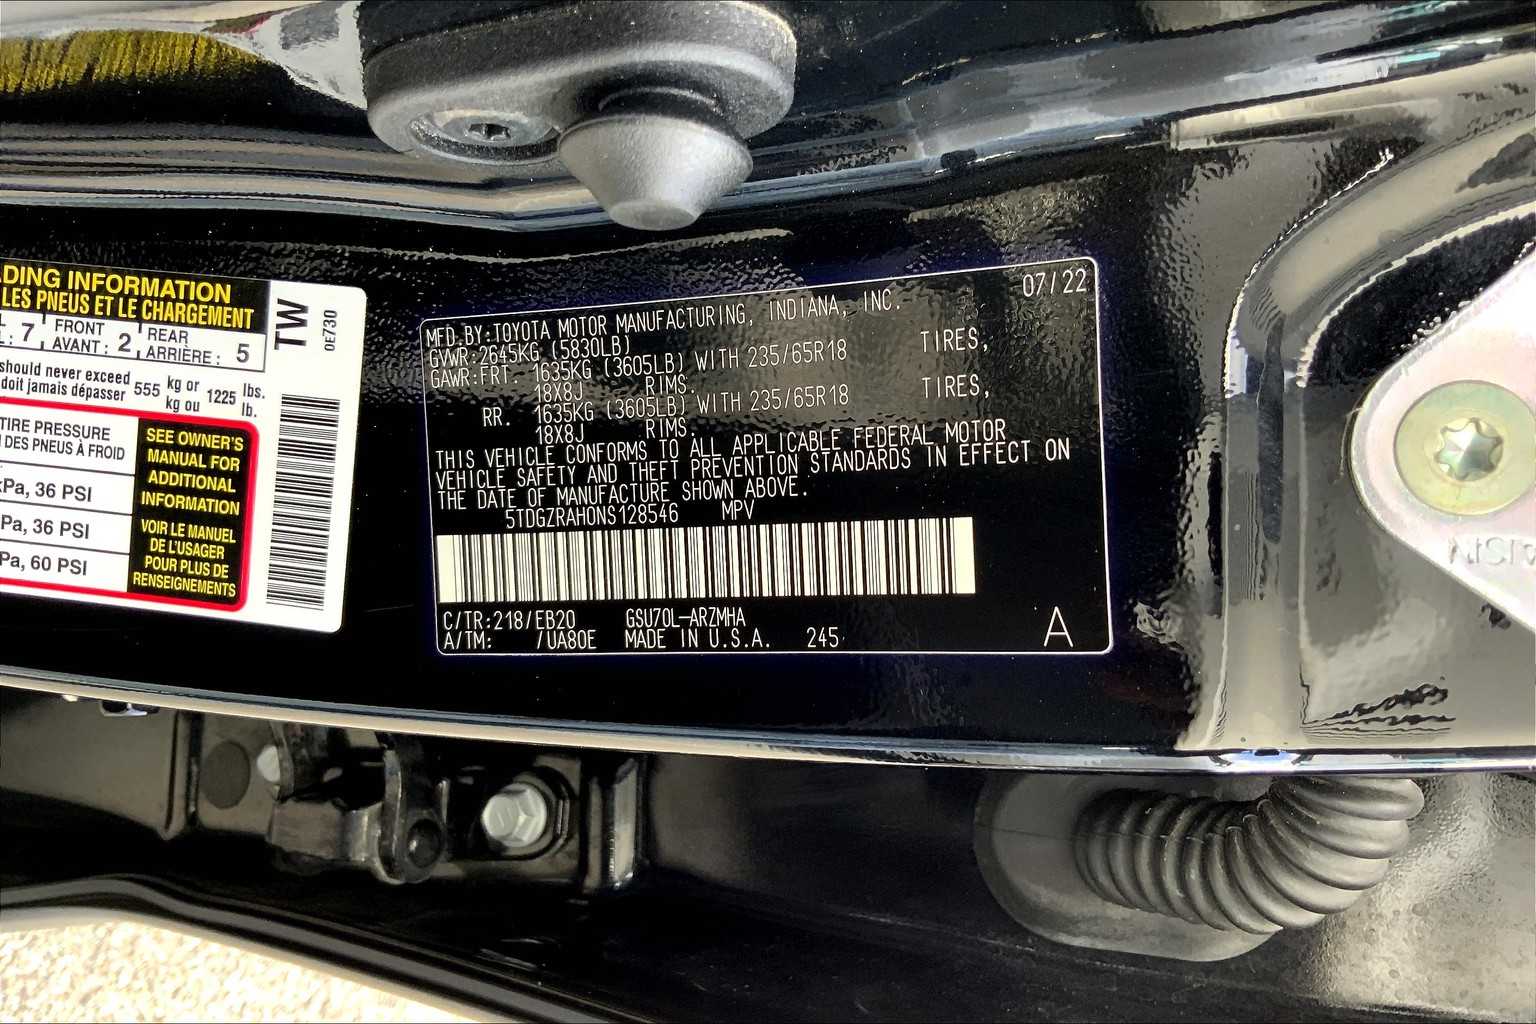 DING INFORMATION
LES PNEUS ET LE CHARGEMENT
: 7 FRONT AVANT : 2 REAR ARRIÈRE : 5
TW
0E730
should never exceed 555 kg or 1225 lbs.
doit jamais dépasser kg ou lb.
TIRE PRESSURE
DES PNEUS À FROID
kPa, 36 PSI
Pa, 36 PSI
Pa, 60 PSI
SEE OWNER'S
MANUAL FOR
ADDITIONAL
INFORMATION
VOIR LE MANUEL
DE L'USAGER
POUR PLUS DE
RENSEIGNEMENTS
07/22
MFD.BY:TOYOTA MOTOR MANUFACTURING, INDIANA, INC.
GVWR:2645KG (5830LB)
GAWR:FRT. 1635KG (3605LB) WITH 235/65R18 TIRES,
18X8J RIMS.
RR. 1635KG (3605LB) WITH 235/65R18 TIRES,
18X8J RIMS.
THIS VEHICLE CONFORMS TO ALL APPLICABLE FEDERAL MOTOR
VEHICLE SAFETY AND THEFT PREVENTION STANDARDS IN EFFECT ON
THE DATE OF MANUFACTURE SHOWN ABOVE.
5TDGZRAH0NS128546 MPV
C/TR:218/EB20 GSU70L-ARZMHA
A/TM: /UA80E MADE IN U.S.A. 245
A